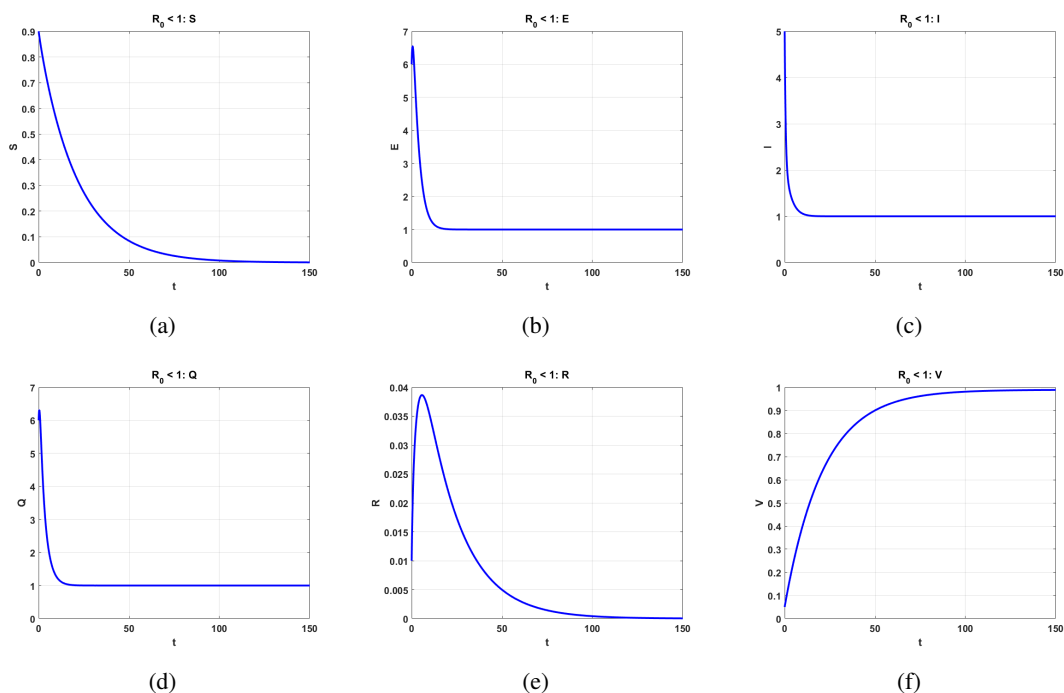 R0 < 1: S
0.9
0.8
0.7
0.6
0.5
0.4
0.3
0.2
0.1
0
S
0 50 100 150
t
(a)
R0 < 1: E
7
6
5
4
3
2
1
0
E
0 50 100 150
t
(b)
R0 < 1: I
5
4
3
2
1
0
I
0 50 100 150
t
(c)
R0 < 1: Q
7
6
5
4
3
2
1
0
Q
0 50 100 150
t
(d)
R0 < 1: R
0.04
0.035
0.03
0.025
0.02
0.015
0.01
0.005
0
R
0 50 100 150
t
(e)
R0 < 1: V
1
0.9
0.8
0.7
0.6
0.5
0.4
0.3
0.2
0.1
0
V
0 50 100 150
t
(f)